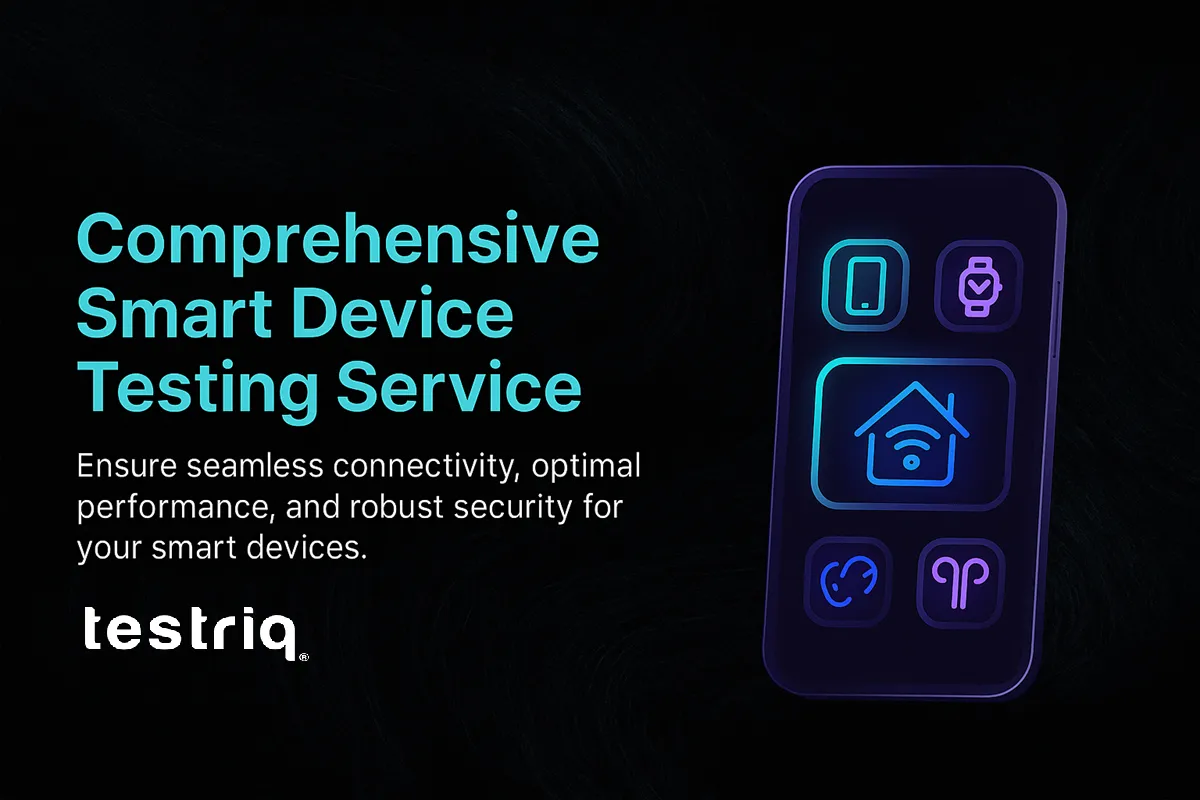 Comprehensive
Smart Device
Testing Service
Ensure seamless connectivity, optimal
performance, and robust security for
your smart devices.
testriq®